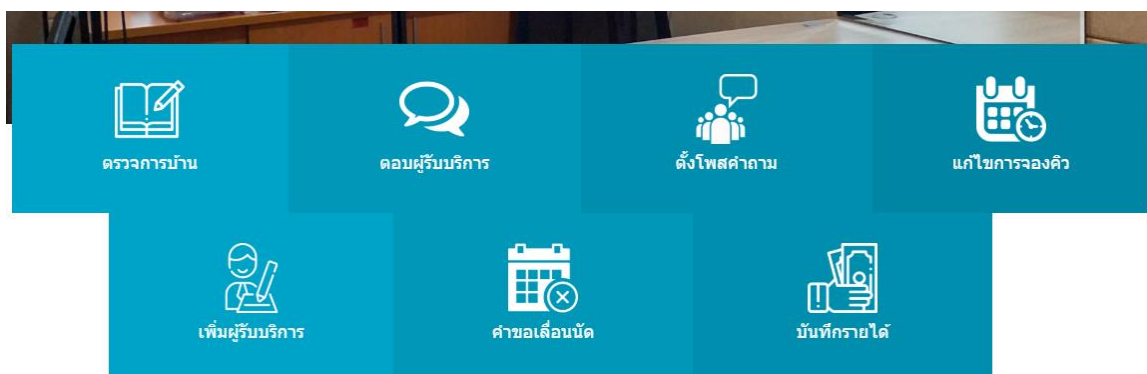 ตรวจการบ้าน
ตอบผู้รับบริการ
ตั้งโพสคำถาม
แก้ไขการจองคิว
เพิ่มผู้รับบริการ
คำขอเลื่อนนัด
บันทึกรายได้